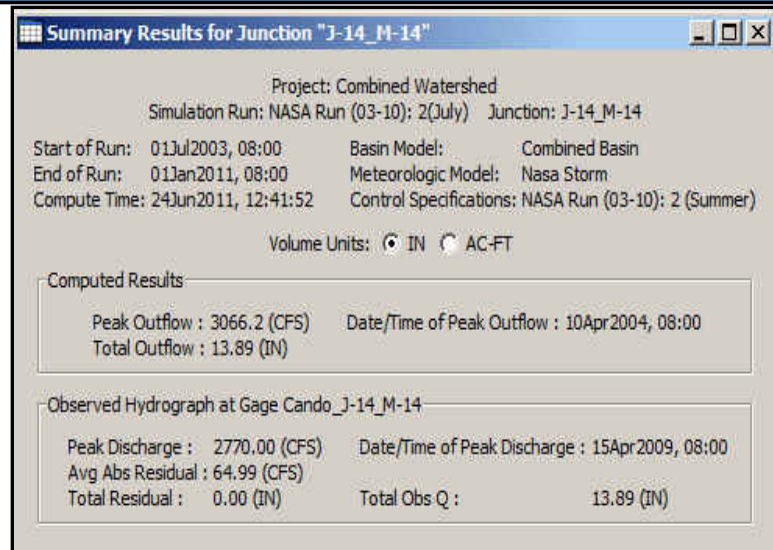 Summary Results for Junction "J-14_M-14"
Project: Combined Watershed
Simulation Run: NASA Run (03-10): 2(July) Junction: J-14_M-14
Start of Run: 01Jul2003, 08:00 Basin Model: Combined Basin
End of Run: 01Jan2011, 08:00 Meteorologic Model: Nasa Storm
Compute Time: 24Jun2011, 12:41:52 Control Specifications: NASA Run (03-10): 2 (Summer)
Volume Units: IN AC-FT
Computed Results
Peak Outflow : 3066.2 (CFS) Date/Time of Peak Outflow : 10Apr2004, 08:00
Total Outflow : 13.89 (IN)
Observed Hydrograph at Gage Cando_J-14_M-14
Peak Discharge : 2770.00 (CFS) Date/Time of Peak Discharge : 15Apr2009, 08:00
Avg Abs Residual : 64.99 (CFS)
Total Residual : 0.00 (IN) Total Obs Q : 13.89 (IN)